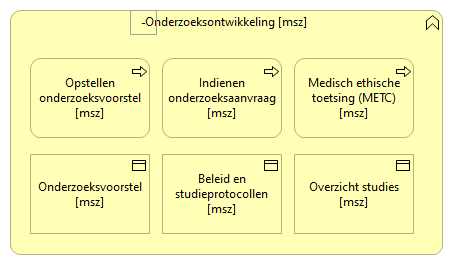 -Onderzoeksontwikkeling [msz]
Opstellen
onderzoeksvoorstel
[msz]
Indienen
onderzoeksaanvraag
[msz]
Medisch ethische
toetsing (METC)
[msz]
Onderzoeksvoorstel
[msz]
Beleid en
studieprotocollen
[msz]
Overzicht studies
[msz]